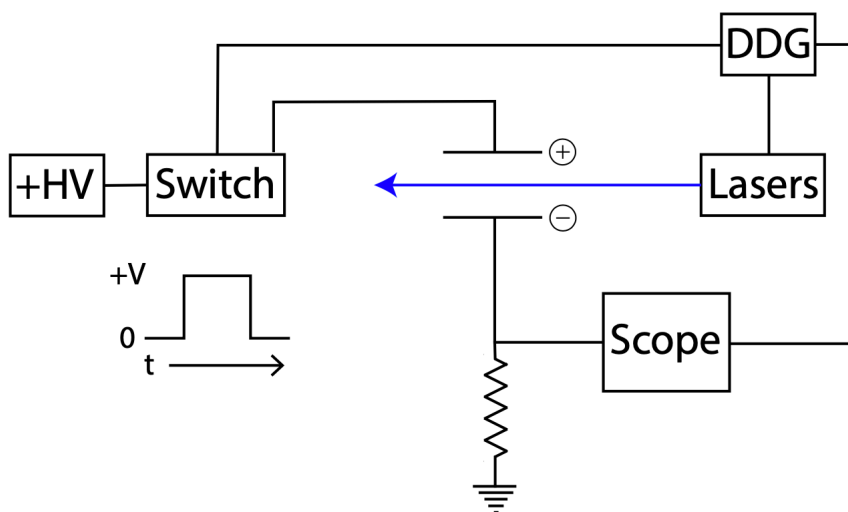 DDG
+
+HV
Switch
Lasers
−
+V
0
t
Scope